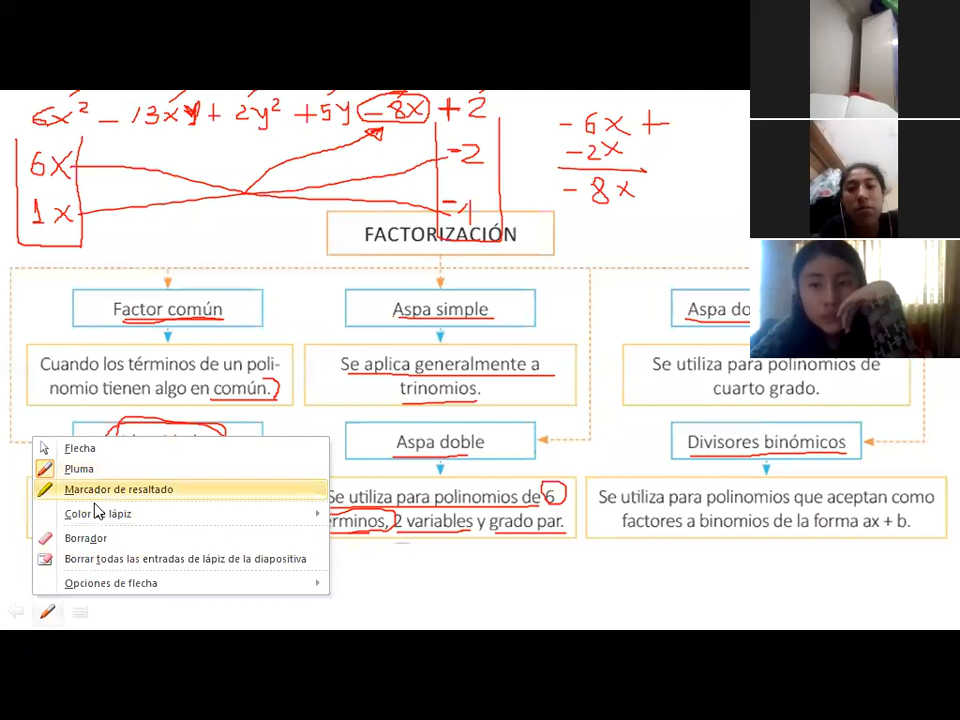 6x² - 13xy + 2y² + 5y - 8x + 2
6x -2
1x -1
-6x +
-2x
-8x
FACTORIZACIÓN
Factor común
Aspa simple
Aspa do
Cuando los términos de un poli-
nomio tienen algo en común.
Se aplica generalmente a
trinomios.
Se utiliza para polinomios de
cuarto grado.
Aspa doble
Divisores binómicos
Se utiliza para polinomios de 6
términos, 2 variables y grado par.
Se utiliza para polinomios que aceptan como
factores a binomios de la forma ax + b.
Flecha
Pluma
Marcador de resaltado
Color lápiz
Borrador
Borrar todas las entradas de lápiz de la diapositiva
Opciones de flecha